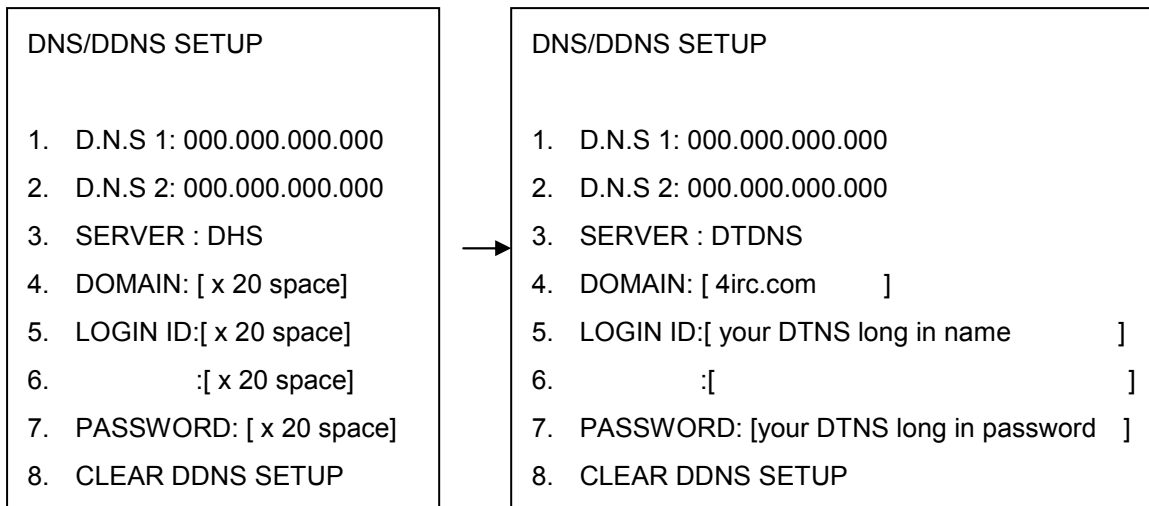 DNS/DDNS SETUP
1. D.N.S 1: 000.000.000.000
2. D.N.S 2: 000.000.000.000
3. SERVER : DHS
4. DOMAIN: [ x 20 space]
5. LOGIN ID:[ x 20 space]
6. :[ x 20 space]
7. PASSWORD: [ x 20 space]
8. CLEAR DDNS SETUP
DNS/DDNS SETUP
1. D.N.S 1: 000.000.000.000
2. D.N.S 2: 000.000.000.000
3. SERVER : DTDNS
4. DOMAIN: [ 4irc.com ]
5. LOGIN ID:[ your DTNS long in name ]
6. :[ ]
7. PASSWORD: [your DTNS long in password ]
8. CLEAR DDNS SETUP